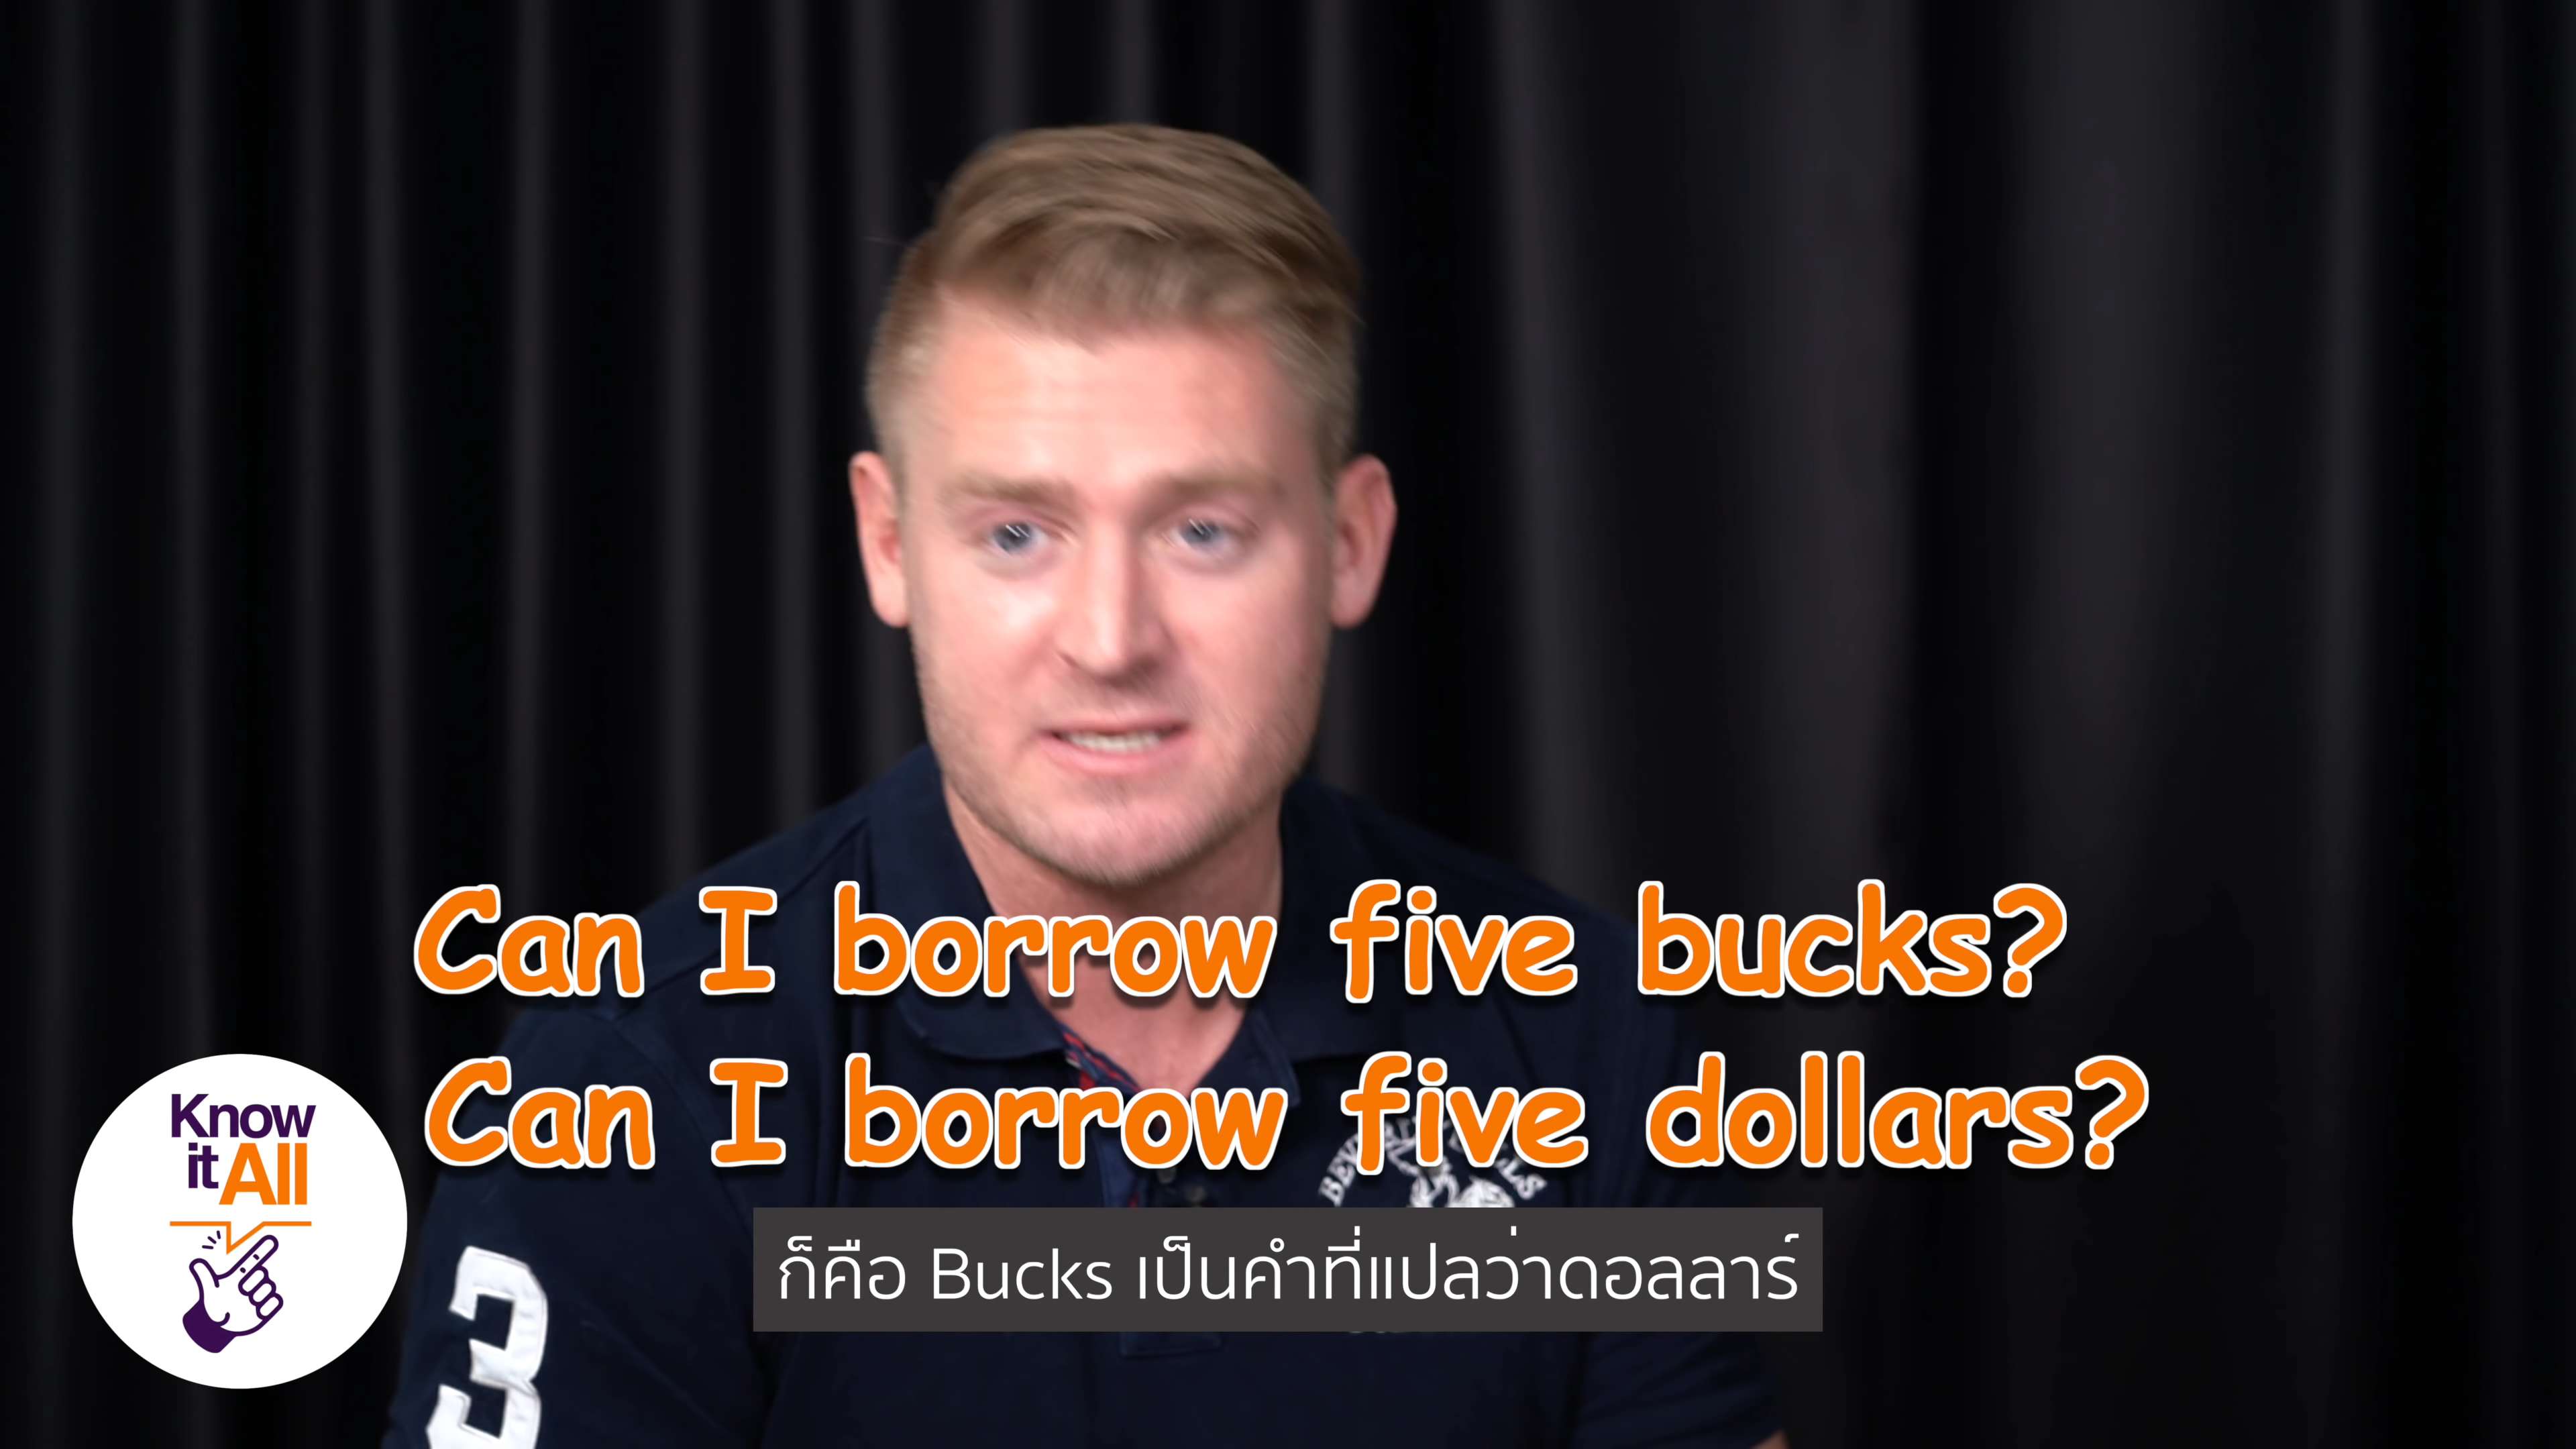 Can I borrow five bucks?
Can I borrow five dollars?
Know
it All
ก็คือ Bucks เป็นคำที่แปลว่าดอลลาร์
3